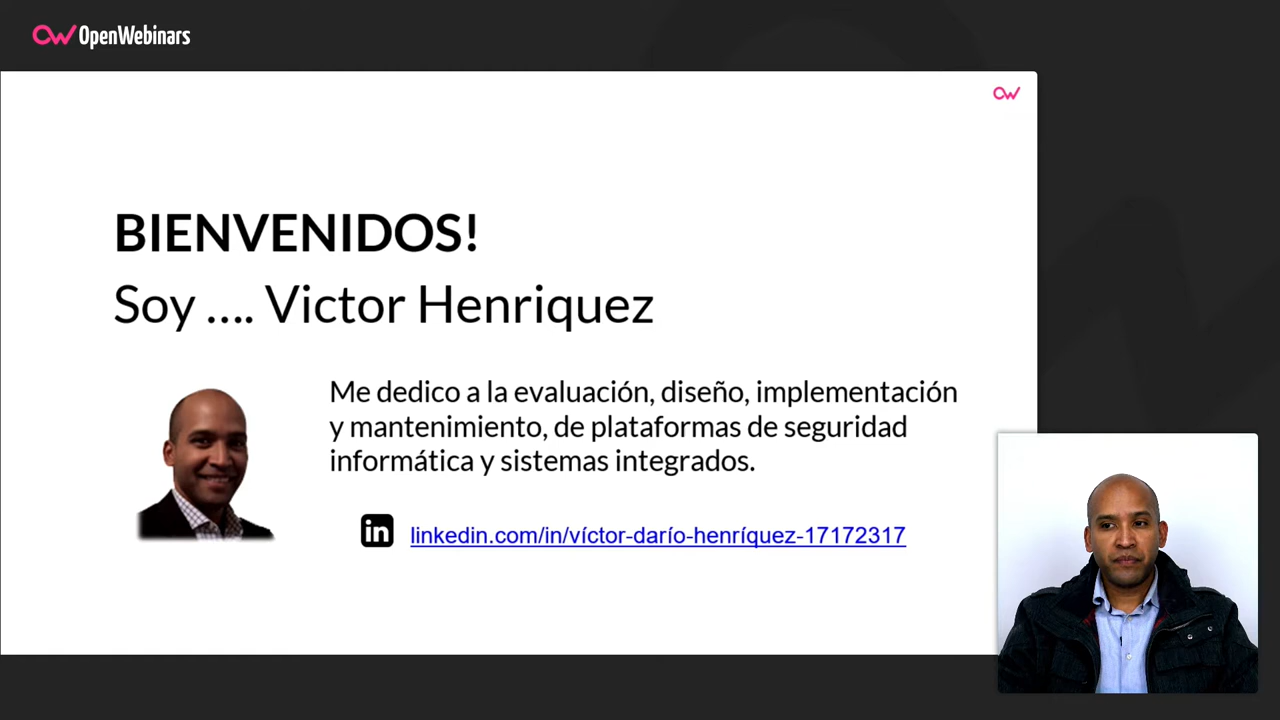 OpenWebinars
BIENVENIDOS!
Soy .... Victor Henriquez
Me dedico a la evaluación, diseño, implementación
y mantenimiento, de plataformas de seguridad
informática y sistemas integrados.
in
linkedin.com/in/víctor-darío-henríquez-17172317